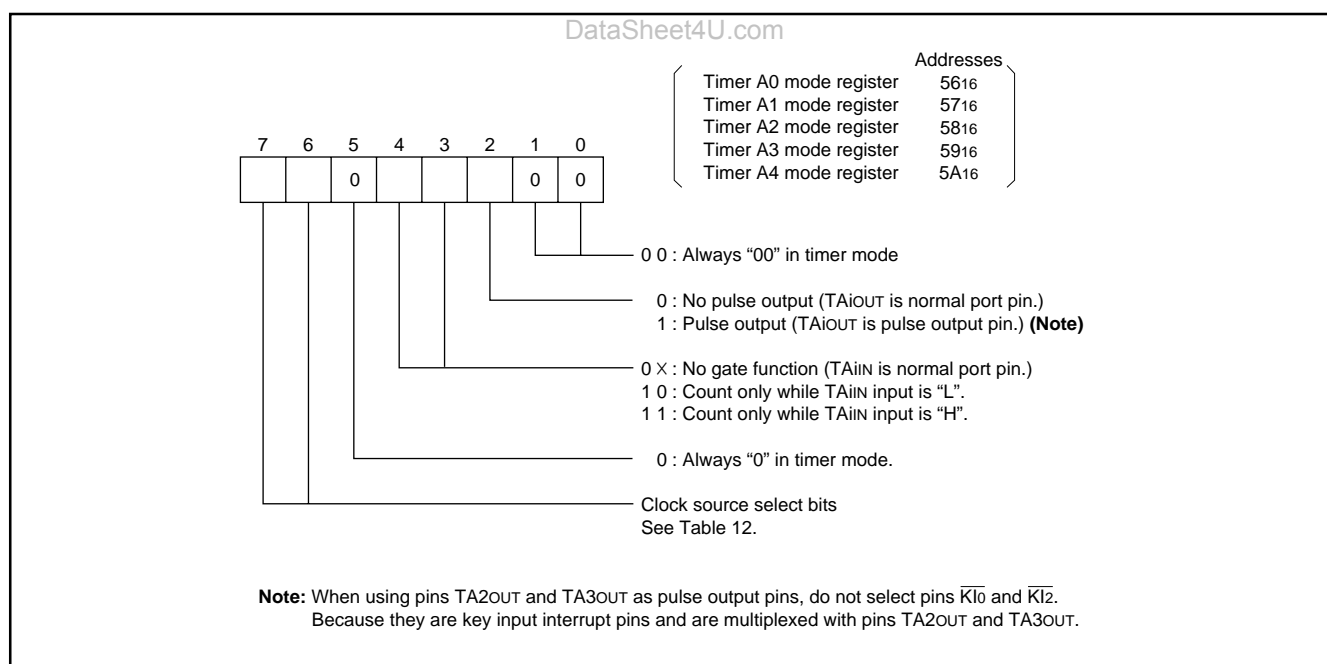 DataSheet4U.com
Addresses
Timer A0 mode register 5616
Timer A1 mode register 5716
Timer A2 mode register 5816
Timer A3 mode register 5916
Timer A4 mode register 5A16
7 6 5 4 3 2 1 0
0 0 0
0 0 : Always “00” in timer mode
0 : No pulse output (TAiOUT is normal port pin.)
1 : Pulse output (TAiOUT is pulse output pin.) (Note)
0 × : No gate function (TAiIN is normal port pin.)
1 0 : Count only while TAiIN input is “L”.
1 1 : Count only while TAiIN input is “H”.
0 : Always “0” in timer mode.
Clock source select bits
See Table 12.
Note: When using pins TA2OUT and TA3OUT as pulse output pins, do not select pins KI0 and KI2.
Because they are key input interrupt pins and are multiplexed with pins TA2OUT and TA3OUT.